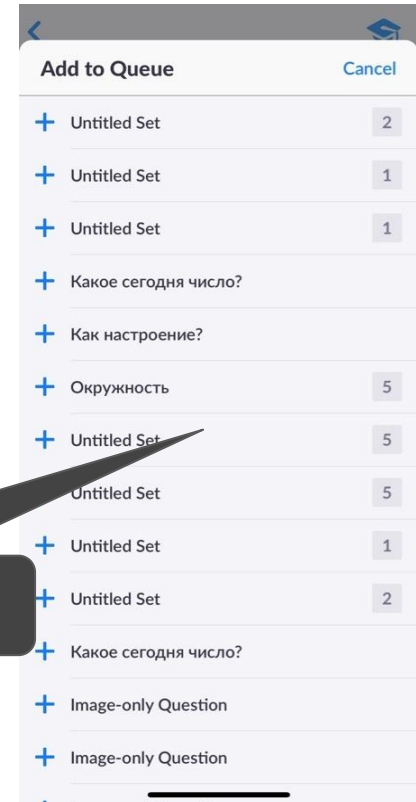 Add to Queue Cancel
Untitled Set 2
Untitled Set 1
Untitled Set 1
Какое сегодня число?
Как настроение?
Окружность 5
Untitled Set 5
Untitled Set 5
Untitled Set 1
Untitled Set 2
Какое сегодня число?
Image-only Question
Image-only Question